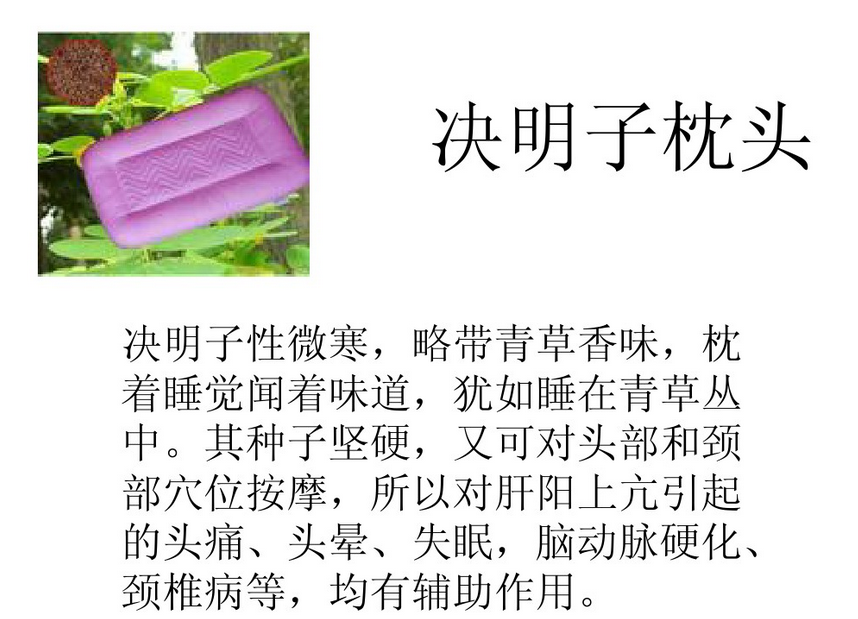 决明子枕头
决明子性微寒，略带青草香味，枕
着睡觉闻着味道，犹如睡在青草丛
中。其种子坚硬，又可对头部和颈
部穴位按摩，所以对肝阳上亢引起
的头痛、头晕、失眠，脑动脉硬化、
颈椎病等，均有辅助作用。